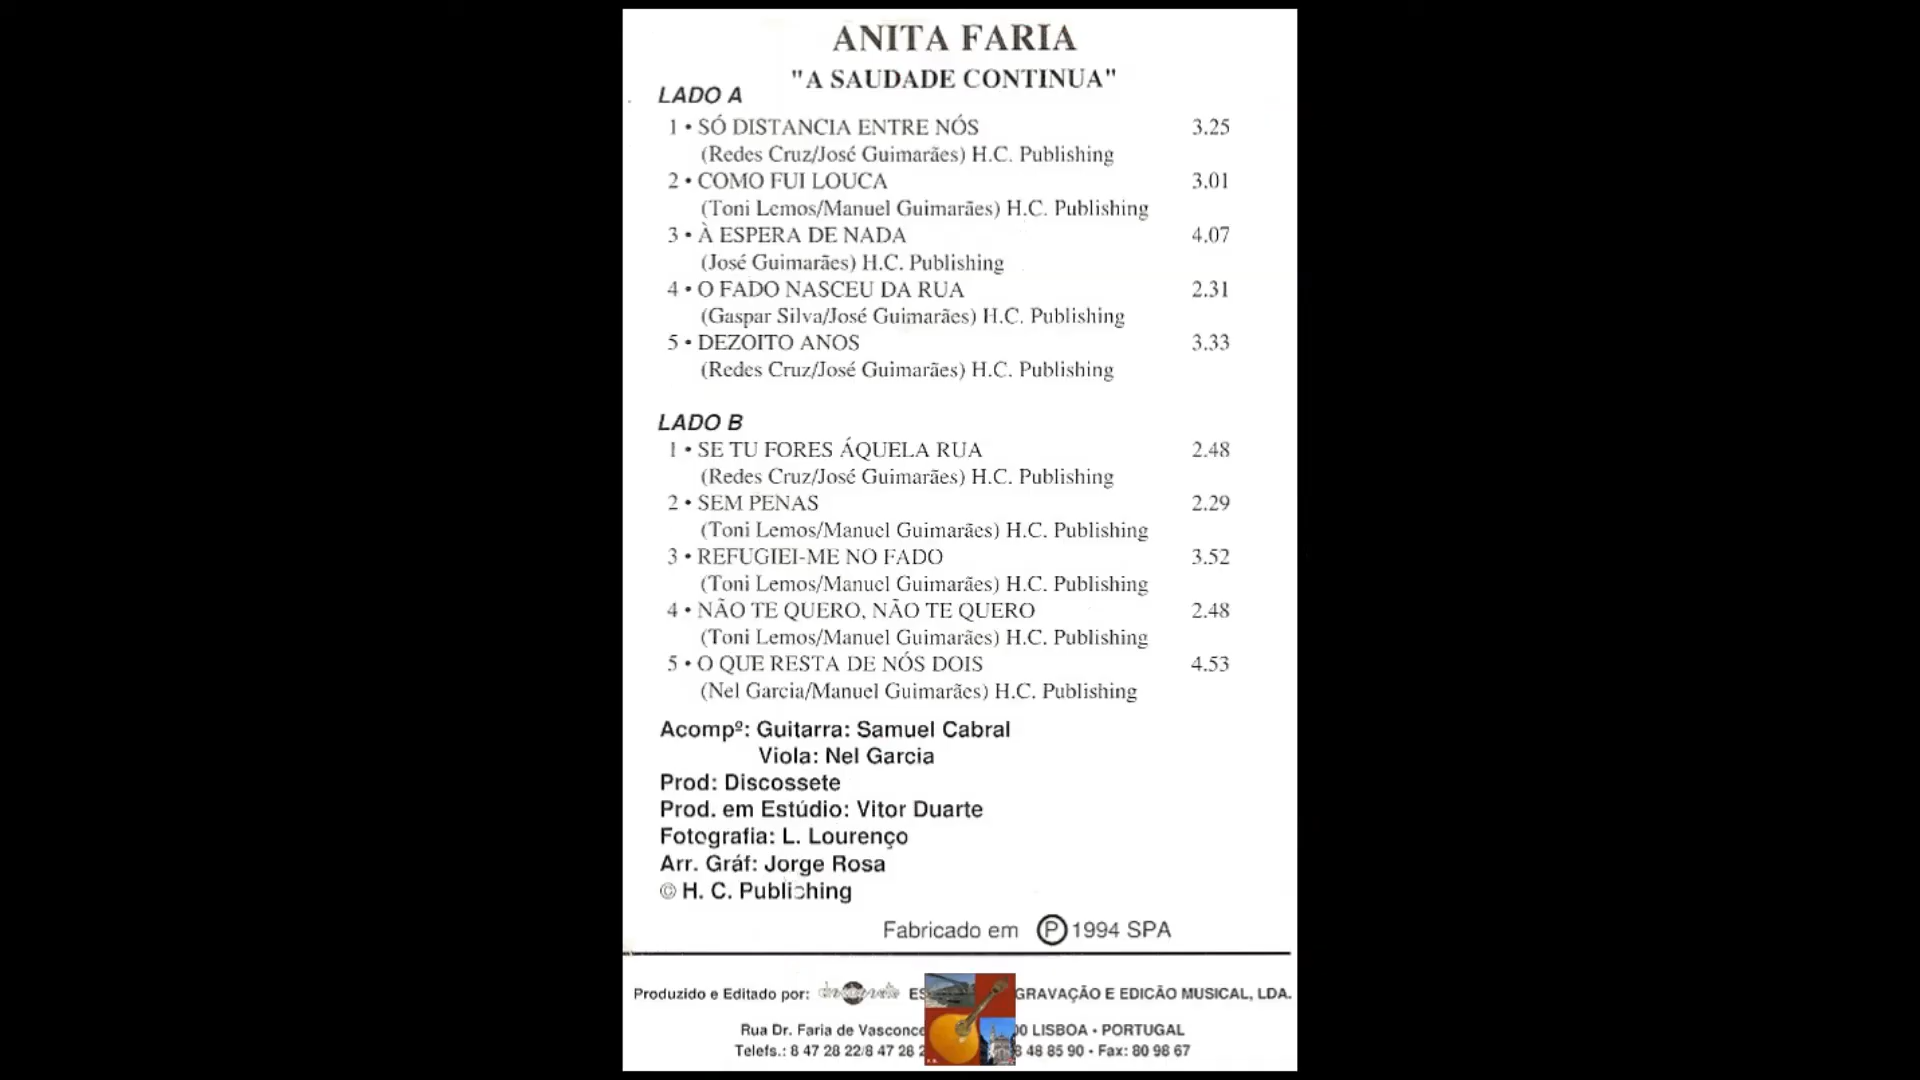 ANITA FARIA
"A SAUDADE CONTINUA"
LADO A
1 • SÓ DISTANCIA ENTRE NÓS 3.25
(Redes Cruz/José Guimarães) H.C. Publishing
2 • COMO FUI LOUCA 3.01
(Toni Lemos/Manuel Guimarães) H.C. Publishing
3 • À ESPERA DE NADA 4.07
(José Guimarães) H.C. Publishing
4 • O FADO NASCEU DA RUA 2.31
(Gaspar Silva/José Guimarães) H.C. Publishing
5 • DEZOITO ANOS 3.33
(Redes Cruz/José Guimarães) H.C. Publishing
LADO B
1 • SE TU FORES ÁQUELA RUA 2.48
(Redes Cruz/José Guimarães) H.C. Publishing
2 • SEM PENAS 2.29
(Toni Lemos/Manuel Guimarães) H.C. Publishing
3 • REFUGIEI-ME NO FADO 3.52
(Toni Lemos/Manuel Guimarães) H.C. Publishing
4 • NÃO TE QUERO, NÃO TE QUERO 2.48
(Toni Lemos/Manuel Guimarães) H.C. Publishing
5 • O QUE RESTA DE NÓS DOIS 4.53
(Nel Garcia/Manuel Guimarães) H.C. Publishing
Acompº: Guitarra: Samuel Cabral
Viola: Nel Garcia
Prod: Discossete
Prod. em Estúdio: Vitor Duarte
Fotografia: L. Lourenço
Arr. Gráf: Jorge Rosa
© H. C. Publishing
Fabricado em Ⓟ 1994 SPA
Produzido e Editado por: discossete GRAVAÇÃO E EDICÃO MUSICAL, LDA.
Rua Dr. Faria de LISBOA • PORTUGAL
Telefs.: 8 47 28 22/8 47 28 48 85 90 • Fax: 80 98 67